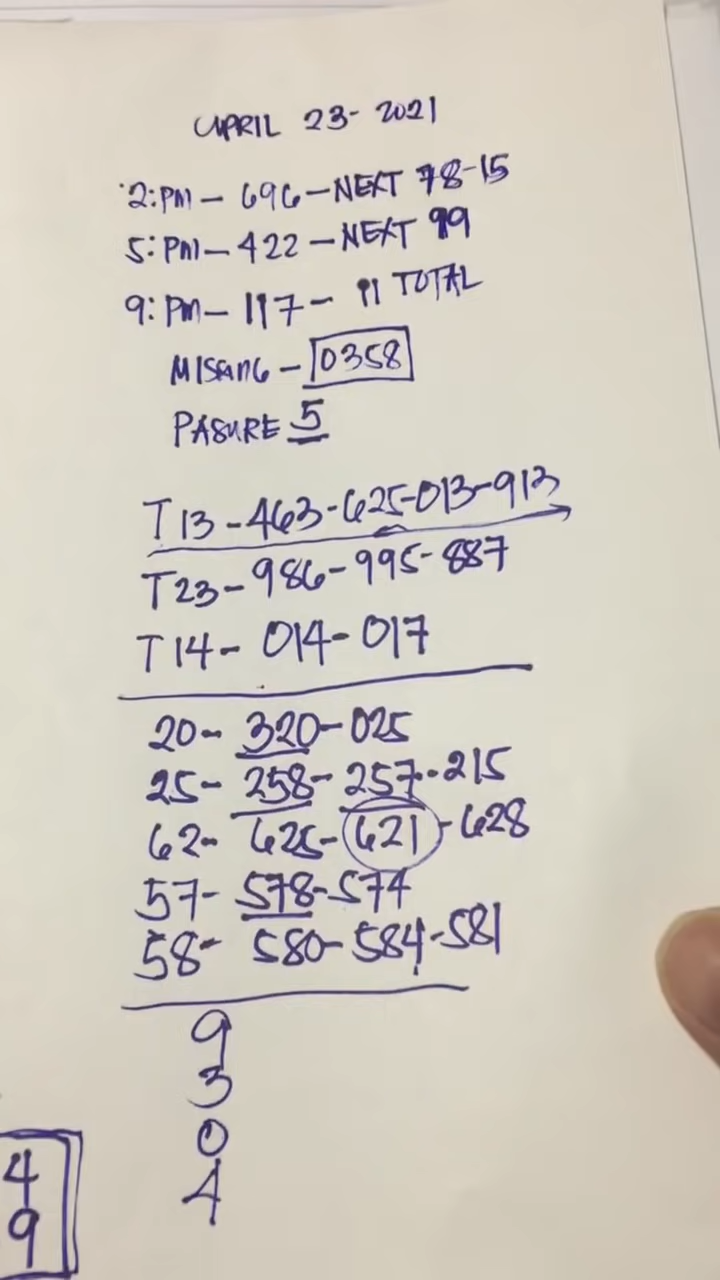 APRIL 23- 2021
2:PM- 696-NEXT 78-15
5:PM-422-NEXT 99
9:PM-117- 11 TOTAL
MISANG- 0358
PASURE 5
T13-463-625-013-913
T23-986-995-887
T14- 014-017
20- 320-025
25- 258-257-215
62- 625-621-628
57- 578-574
58- 580-584-581
9
3
0
4
4
9